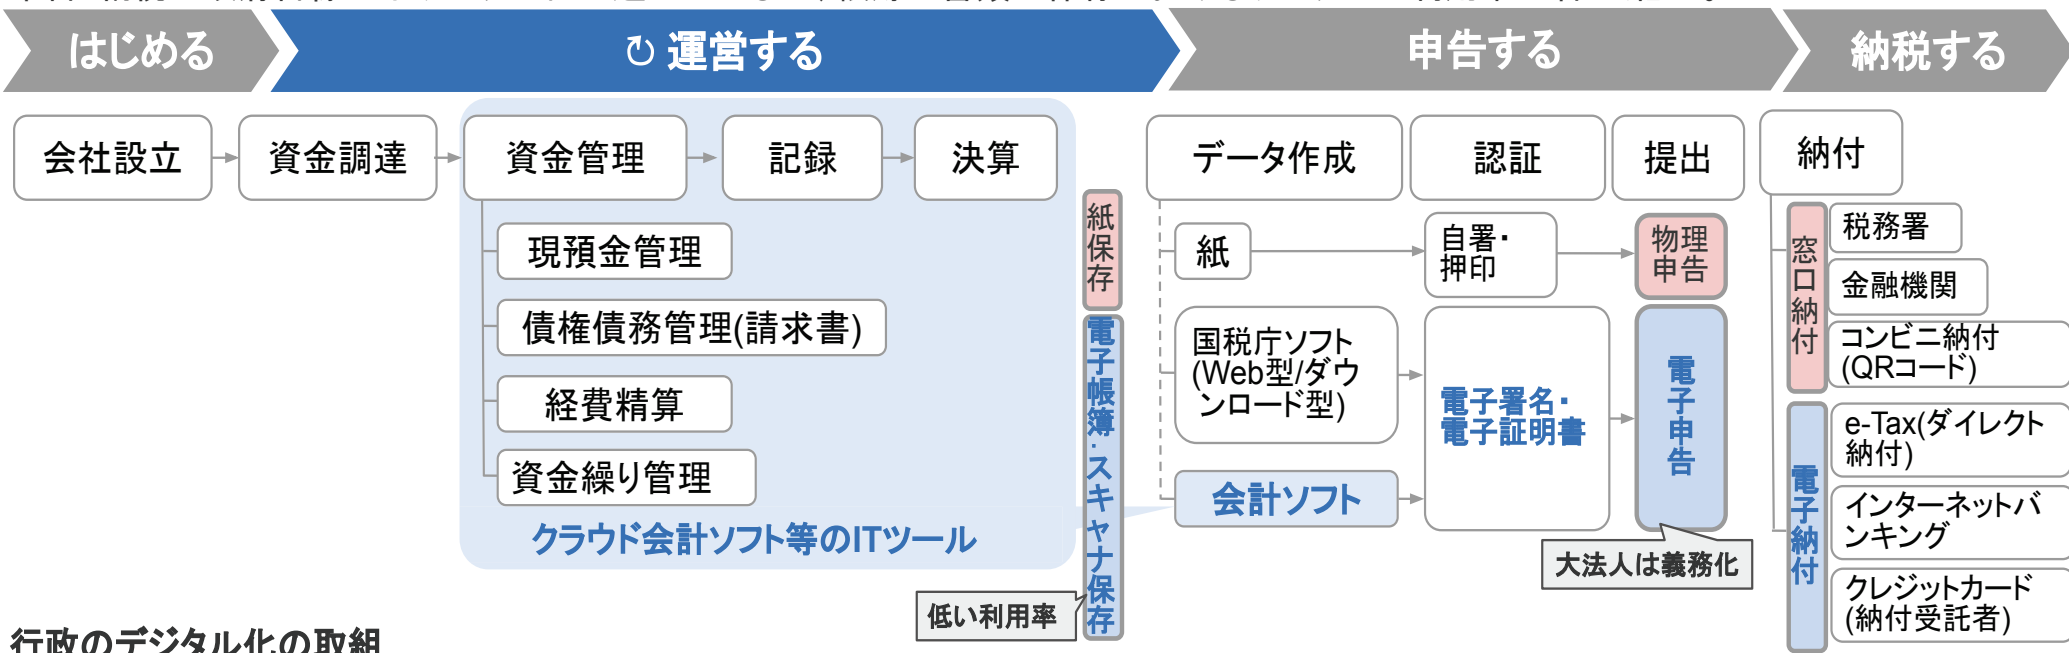 はじめる
↻ 運営する
申告する
納税する
会社設立
資金調達
資金管理
記録
決算
データ作成
認証
提出
納付
現預金管理
債権債務管理(請求書)
経費精算
資金繰り管理
クラウド会計ソフト等のITツール
紙保存
電子帳簿・スキャナ保存
低い利用率
紙
自署・
押印
物理
申告
国税庁ソフト
(Web型/ダウ
ンロード型)
会計ソフト
電子署名・
電子証明書
電子申告
大法人は義務化
窓口納付
税務署
金融機関
コンビニ納付
(QRコード)
電子納付
e-Tax(ダイレクト
納付)
インターネットバ
ンキング
クレジットカード
(納付受託者)
行政のデジタル化の取組